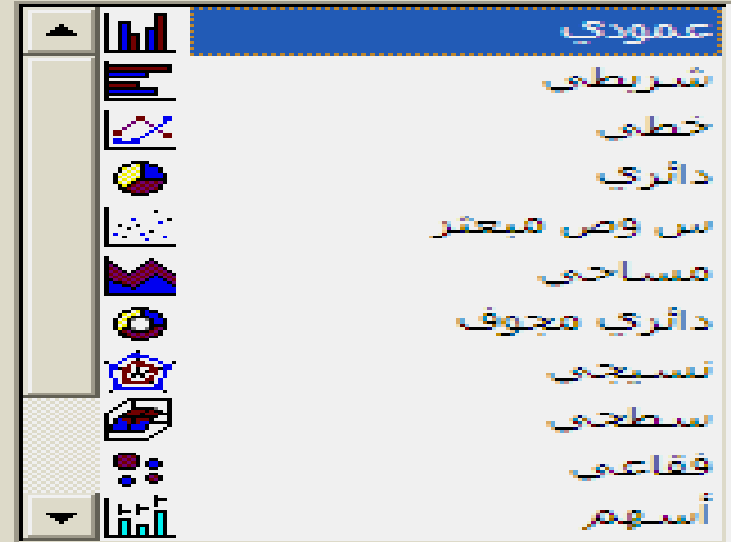 عمودي
شريطي
خطي
دائري
س وص مبعثر
مساحي
دائري مجوف
نسيجي
سطحي
فقاعي
أسهم